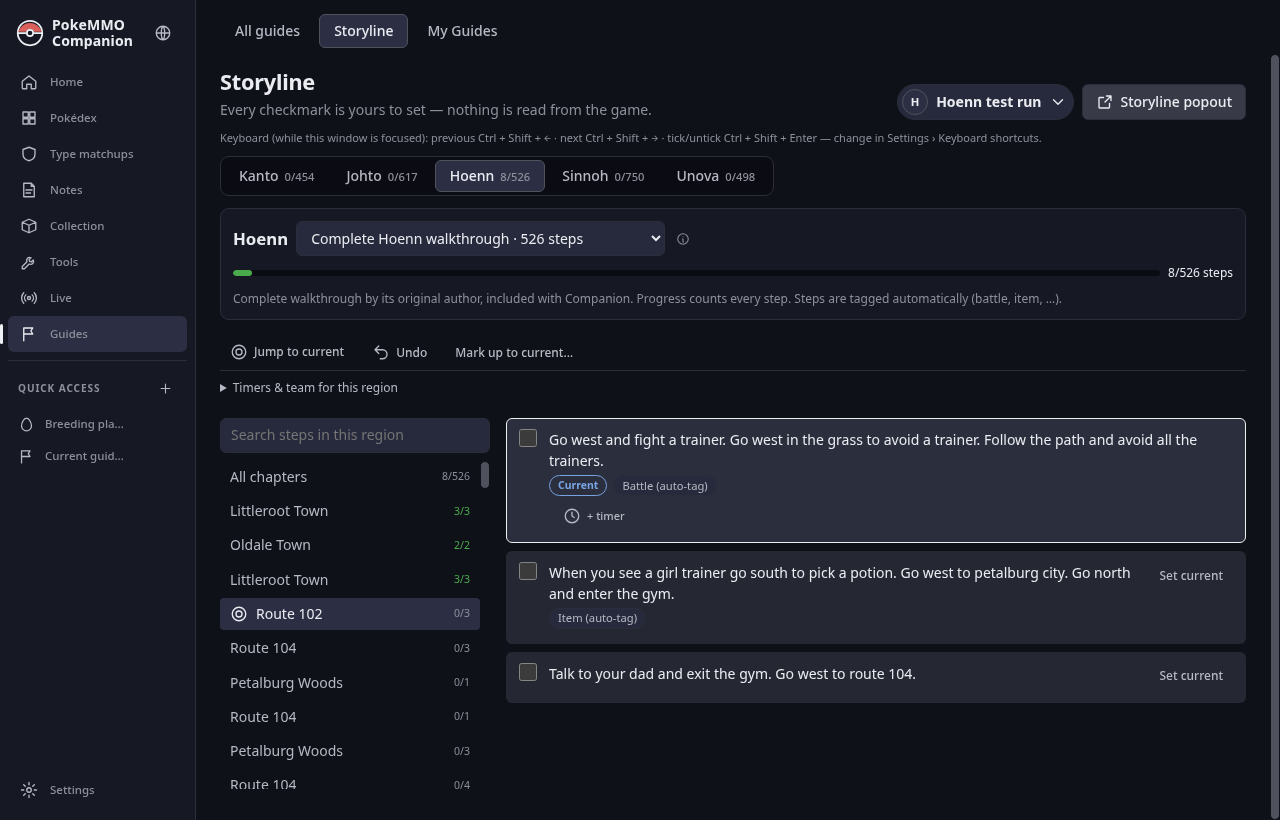 PokeMMO
Companion
Home
Pokédex
Type matchups
Notes
Collection
Tools
Live
Guides
QUICK ACCESS
Breeding pla...
Current guid...
Settings
All guides
Storyline
My Guides
Storyline
Every checkmark is yours to set — nothing is read from the game.
H Hoenn test run
Storyline popout
Keyboard (while this window is focused): previous Ctrl + Shift + ← · next Ctrl + Shift + → · tick/untick Ctrl + Shift + Enter — change in Settings › Keyboard shortcuts.
Kanto 0/454
Johto 0/617
Hoenn 8/526
Sinnoh 0/750
Unova 0/498
Hoenn
Complete Hoenn walkthrough · 526 steps
8/526 steps
Complete walkthrough by its original author, included with Companion. Progress counts every step. Steps are tagged automatically (battle, item, ...).
Jump to current
Undo
Mark up to current...
Timers & team for this region
Search steps in this region
All chapters 8/526
Littleroot Town 3/3
Oldale Town 2/2
Littleroot Town 3/3
Route 102 0/3
Route 104 0/3
Petalburg Woods 0/1
Route 104 0/1
Petalburg Woods 0/3
Route 104 0/4
Go west and fight a trainer. Go west in the grass to avoid a trainer. Follow the path and avoid all the
trainers.
Current
Battle (auto-tag)
+ timer
When you see a girl trainer go south to pick a potion. Go west to petalburg city. Go north
and enter the gym.
Set current
Item (auto-tag)
Talk to your dad and exit the gym. Go west to route 104.
Set current